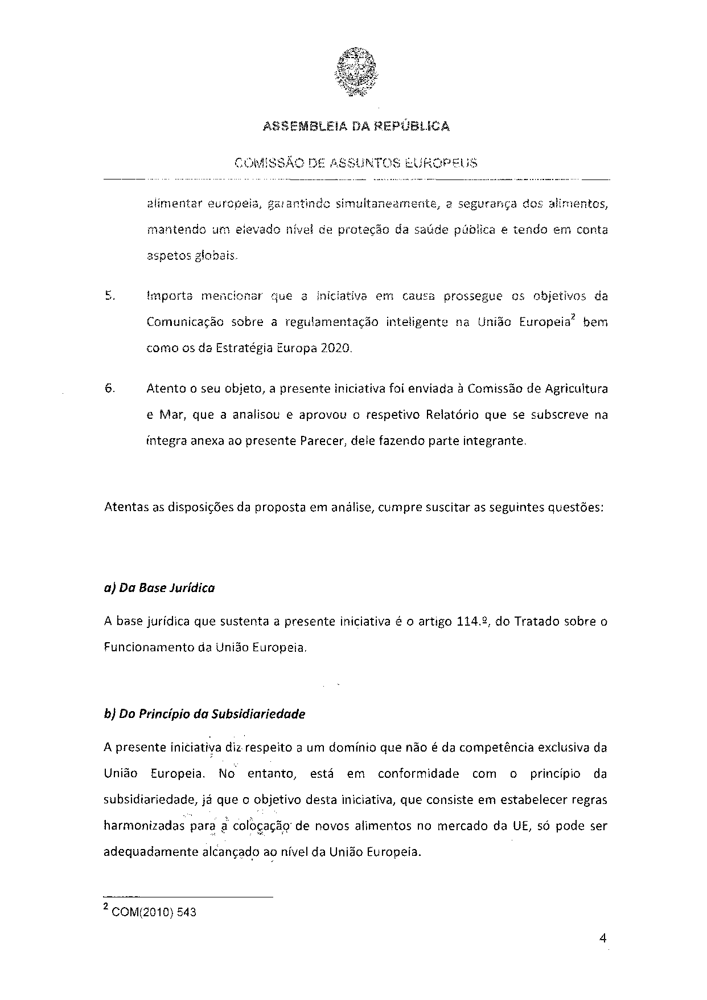 ASSEMBLEIA DA REPÚBLICA
COMISSÃO DE ASSUNTOS EUROPEUS
alimentar europeia, garantindo simultaneamente, a segurança dos alimentos,
mantendo um elevado nível de proteção da saúde pública e tendo em conta
aspetos globais.
5. Importa mencionar que a iniciativa em causa prossegue os objetivos da
Comunicação sobre a regulamentação inteligente na União Europeia² bem
como os da Estratégia Europa 2020.
6. Atento o seu objeto, a presente iniciativa foi enviada à Comissão de Agricultura
e Mar, que a analisou e aprovou o respetivo Relatório que se subscreve na
íntegra anexa ao presente Parecer, dele fazendo parte integrante.
Atentas as disposições da proposta em análise, cumpre suscitar as seguintes questões:
a) Da Base Jurídica
A base jurídica que sustenta a presente iniciativa é o artigo 114.º, do Tratado sobre o
Funcionamento da União Europeia.
b) Do Princípio da Subsidiariedade
A presente iniciativa diz respeito a um domínio que não é da competência exclusiva da
União Europeia. No entanto, está em conformidade com o princípio da
subsidiariedade, já que o objetivo desta iniciativa, que consiste em estabelecer regras
harmonizadas para a colocação de novos alimentos no mercado da UE, só pode ser
adequadamente alcançado ao nível da União Europeia.
² COM(2010) 543
4